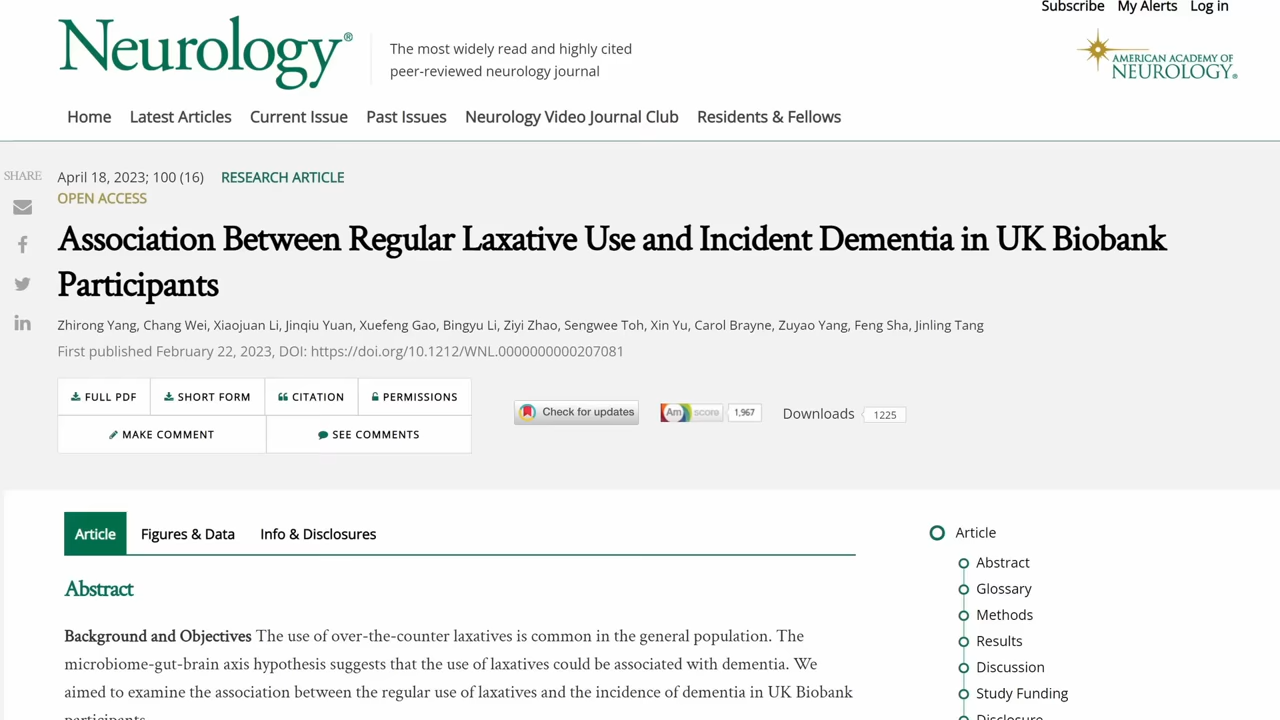 Subscribe My Alerts Log in
Neurology®
The most widely read and highly cited
peer-reviewed neurology journal
AMERICAN ACADEMY OF
NEUROLOGY®
Home Latest Articles Current Issue Past Issues Neurology Video Journal Club Residents & Fellows
SHARE
April 18, 2023; 100 (16) RESEARCH ARTICLE
OPEN ACCESS
Association Between Regular Laxative Use and Incident Dementia in UK Biobank
Participants
Zhirong Yang, Chang Wei, Xiaojuan Li, Jinqiu Yuan, Xuefeng Gao, Bingyu Li, Ziyi Zhao, Sengwee Toh, Xin Yu, Carol Brayne, Zuyao Yang, Feng Sha, Jinling Tang
First published February 22, 2023, DOI: https://doi.org/10.1212/WNL.0000000000207081
FULL PDF SHORT FORM CITATION PERMISSIONS
MAKE COMMENT SEE COMMENTS
Check for updates
Am score 1,967
Downloads 1225
Article Figures & Data Info & Disclosures
Abstract
Background and Objectives The use of over-the-counter laxatives is common in the general population. The
microbiome-gut-brain axis hypothesis suggests that the use of laxatives could be associated with dementia. We
aimed to examine the association between the regular use of laxatives and the incidence of dementia in UK Biobank
participants.
Article
Abstract
Glossary
Methods
Results
Discussion
Study Funding
Disclosure